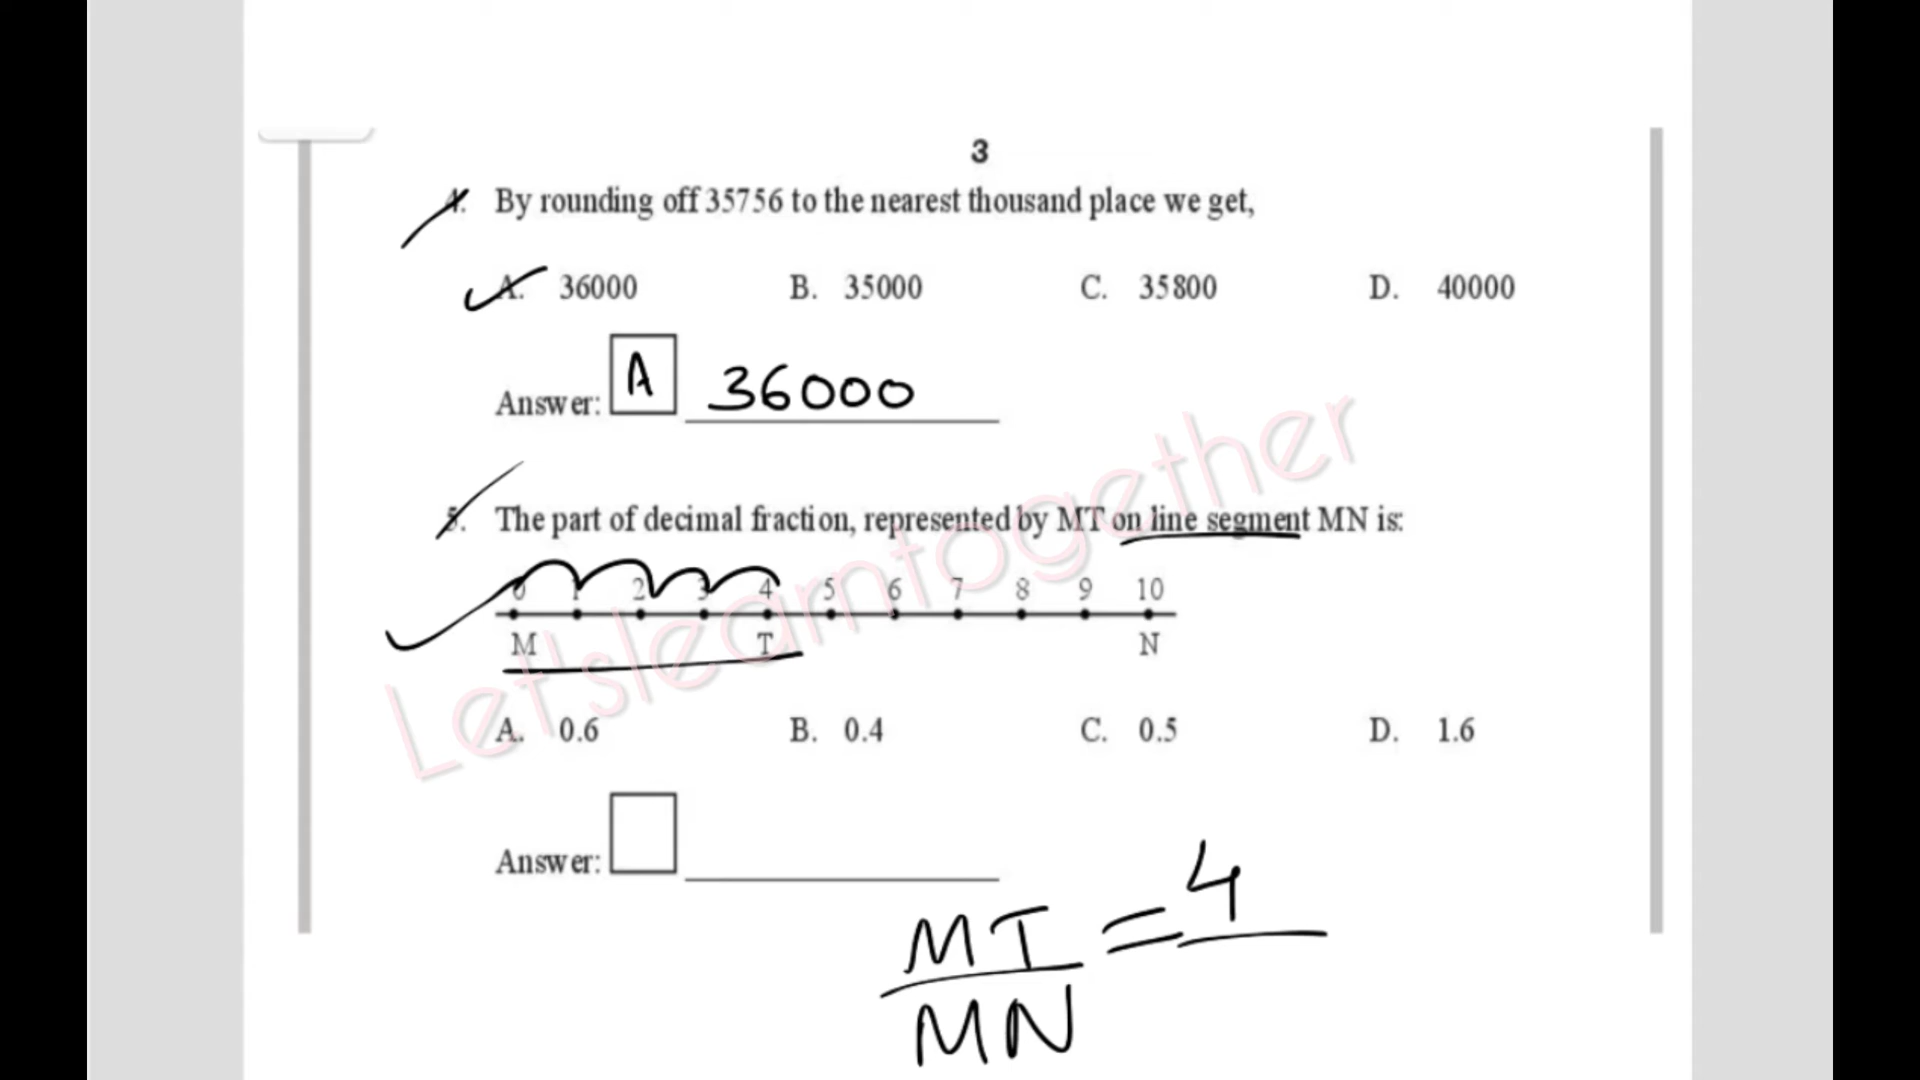 3
4. By rounding off 35756 to the nearest thousand place we get,
A. 36000 B. 35000 C. 35800 D. 40000
Answer: A 36000
5. The part of decimal fraction, represented by MT on line segment MN is:
0 1 2 3 4 5 6 7 8 9 10
M T N
Let'slearntogether
A. 0.6 B. 0.4 C. 0.5 D. 1.6
Answer:
MT = 4
MN